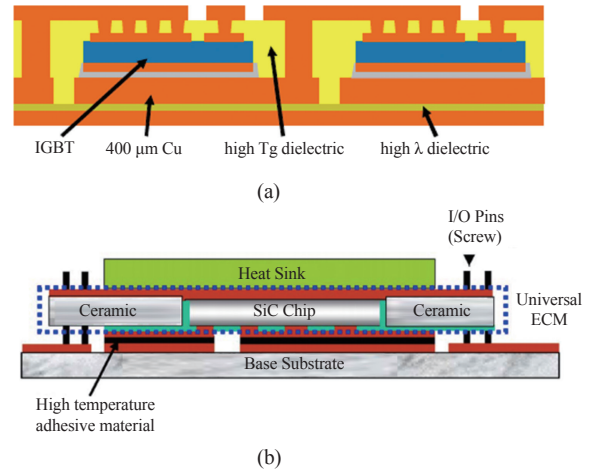 (a)
IGBT
400 μm Cu
high Tg dielectric
high λ dielectric
I/O Pins
(Screw)
Heat Sink
Ceramic
SiC Chip
Ceramic
Universal
ECM
Base Substrate
High temperature
adhesive material
(b)